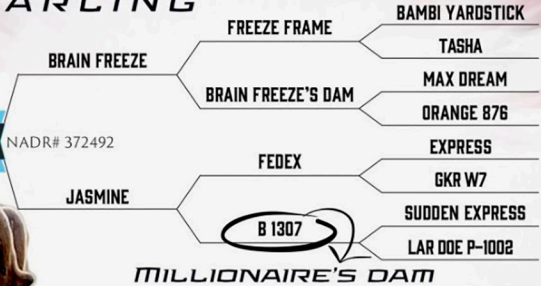 FREEZE FRAME
BAMBI YARDSTICK
TASHA
BRAIN FREEZE
BRAIN FREEZE'S DAM
MAX DREAM
ORANGE 876
NADR# 372492
FEDEX
EXPRESS
GKR W7
JASMINE
B 1307
SUDDEN EXPRESS
LAR DOE P-1002
MILLIONAIRE'S DAM